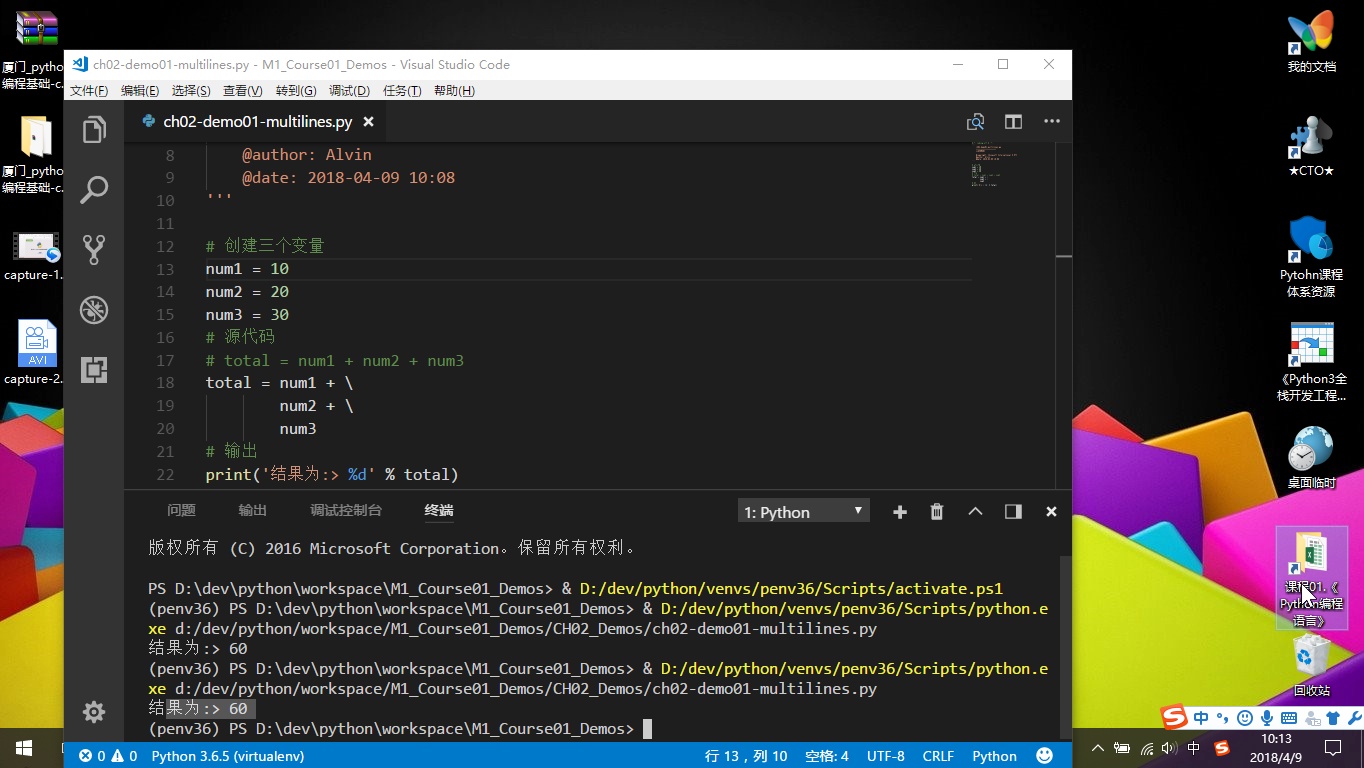 厦门_pytho
编程基础-c.
厦门_pytho
编程基础-c.
capture-1.
AVI
capture-2.
ch02-demo01-multilines.py - M1_Course01_Demos - Visual Studio Code
文件(F) 编辑(E) 选择(S) 查看(V) 转到(G) 调试(D) 任务(T) 帮助(H)
ch02-demo01-multilines.py
8 @author: Alvin
9 @date: 2018-04-09 10:08
10 '''
11
12 # 创建三个变量
13 num1 = 10
14 num2 = 20
15 num3 = 30
16 # 源代码
17 # total = num1 + num2 + num3
18 total = num1 + \
19 num2 + \
20 num3
21 # 输出
22 print('结果为:> %d' % total)
问题 输出 调试控制台 终端
1: Python
版权所有 (C) 2016 Microsoft Corporation。保留所有权利。
PS D:\dev\python\workspace\M1_Course01_Demos> & D:/dev/python/venvs/penv36/Scripts/activate.ps1
(penv36) PS D:\dev\python\workspace\M1_Course01_Demos> & D:/dev/python/venvs/penv36/Scripts/python.e
xe d:/dev/python/workspace/M1_Course01_Demos/CH02_Demos/ch02-demo01-multilines.py
结果为:> 60
(penv36) PS D:\dev\python\workspace\M1_Course01_Demos> & D:/dev/python/venvs/penv36/Scripts/python.e
xe d:/dev/python/workspace/M1_Course01_Demos/CH02_Demos/ch02-demo01-multilines.py
结果为:> 60
(penv36) PS D:\dev\python\workspace\M1_Course01_Demos>
0 0 Python 3.6.5 (virtualenv) 行 13，列 10 空格: 4 UTF-8 CRLF Python
我的文档
★CTO★
Pytohn课程
体系资源
《Python3全
栈开发工程...
桌面临时
课程01.《
Python编程
语言》
回收站
S 中
中 S
10:13
2018/4/9